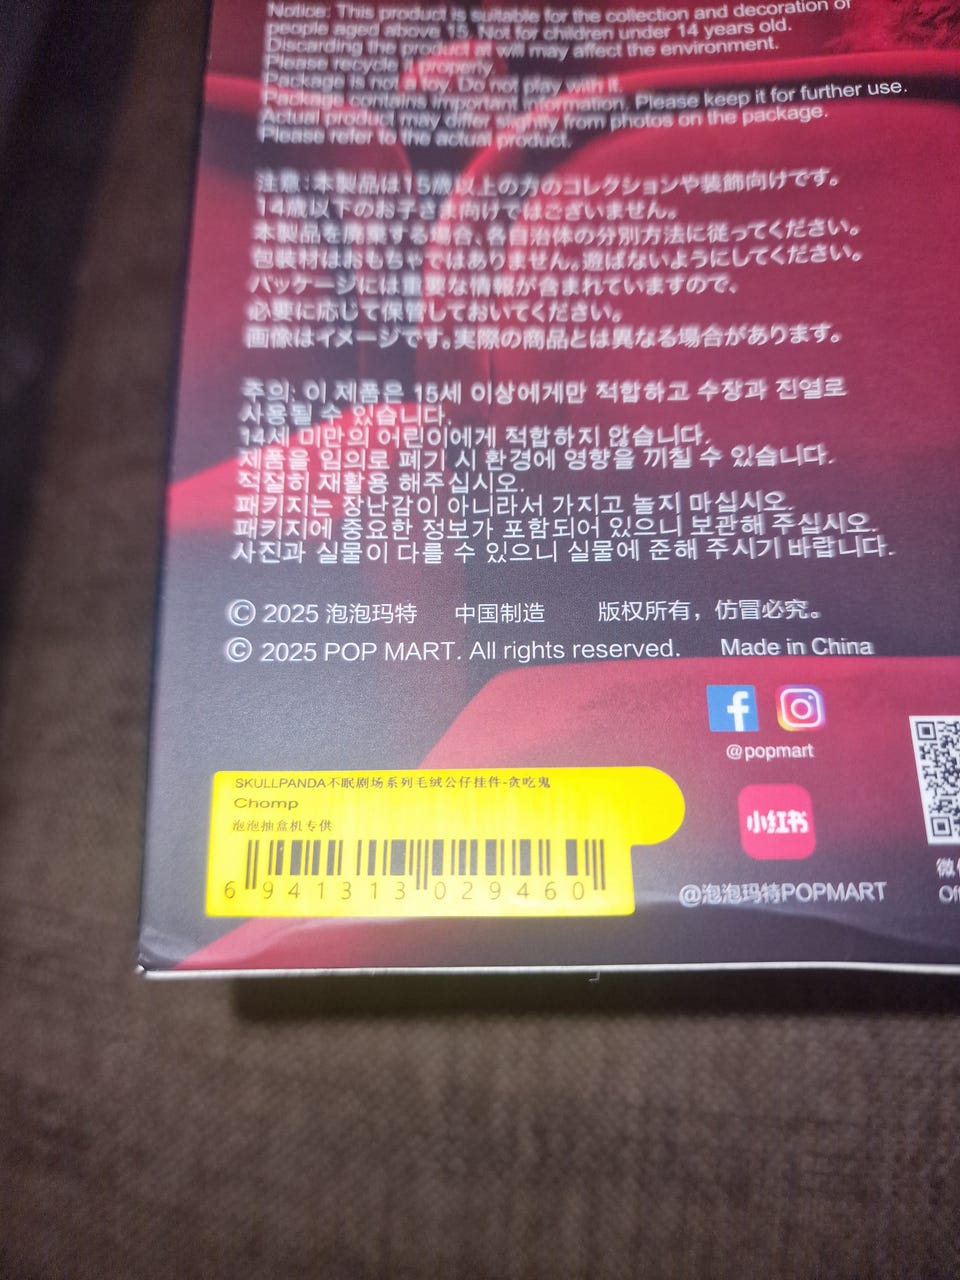 Notice: This product is suitable for the collection and decoration of
people aged above 15. Not for children under 14 years old.
Discarding the product at will may affect the environment.
Please recycle it properly.
Package is not a toy. Do not play with it.
Package contains important information. Please keep it for further use.
Actual product may differ slightly from photos on the package.
Please refer to the actual product.
注意:本製品は15歳以上の方のコレクションや装飾向けです。
14歳以下のお子さま向けではございません。
本製品を廃棄する場合、各自治体の分別方法に従ってください。
包装材はおもちゃではありません。遊ばないようにしてください。
パッケージには重要な情報が含まれていますので、
必要に応じて保管しておいてください。
画像はイメージです。実際の商品とは異なる場合があります。
주의: 이 제품은 15세 이상에게만 적합하고 수장과 진열로
사용될 수 있습니다.
14세 미만의 어린이에게 적합하지 않습니다.
제품을 임의로 폐기 시 환경에 영향을 끼칠 수 있습니다.
적절히 재활용 해주십시오.
패키지는 장난감이 아니라서 가지고 놀지 마십시오.
패키지에 중요한 정보가 포함되어 있으니 보관해 주십시오.
사진과 실물이 다를 수 있으니 실물에 준해 주시기 바랍니다.
© 2025 泡泡玛特 中国制造 版权所有，仿冒必究。
© 2025 POP MART. All rights reserved. Made in China
@popmart
SKULLPANDA不眠剧场系列毛绒公仔挂件-贪吃鬼
Chomp
泡泡抽盒机专供
6 941313 029460
小红书
@泡泡玛特POPMART
微
Of